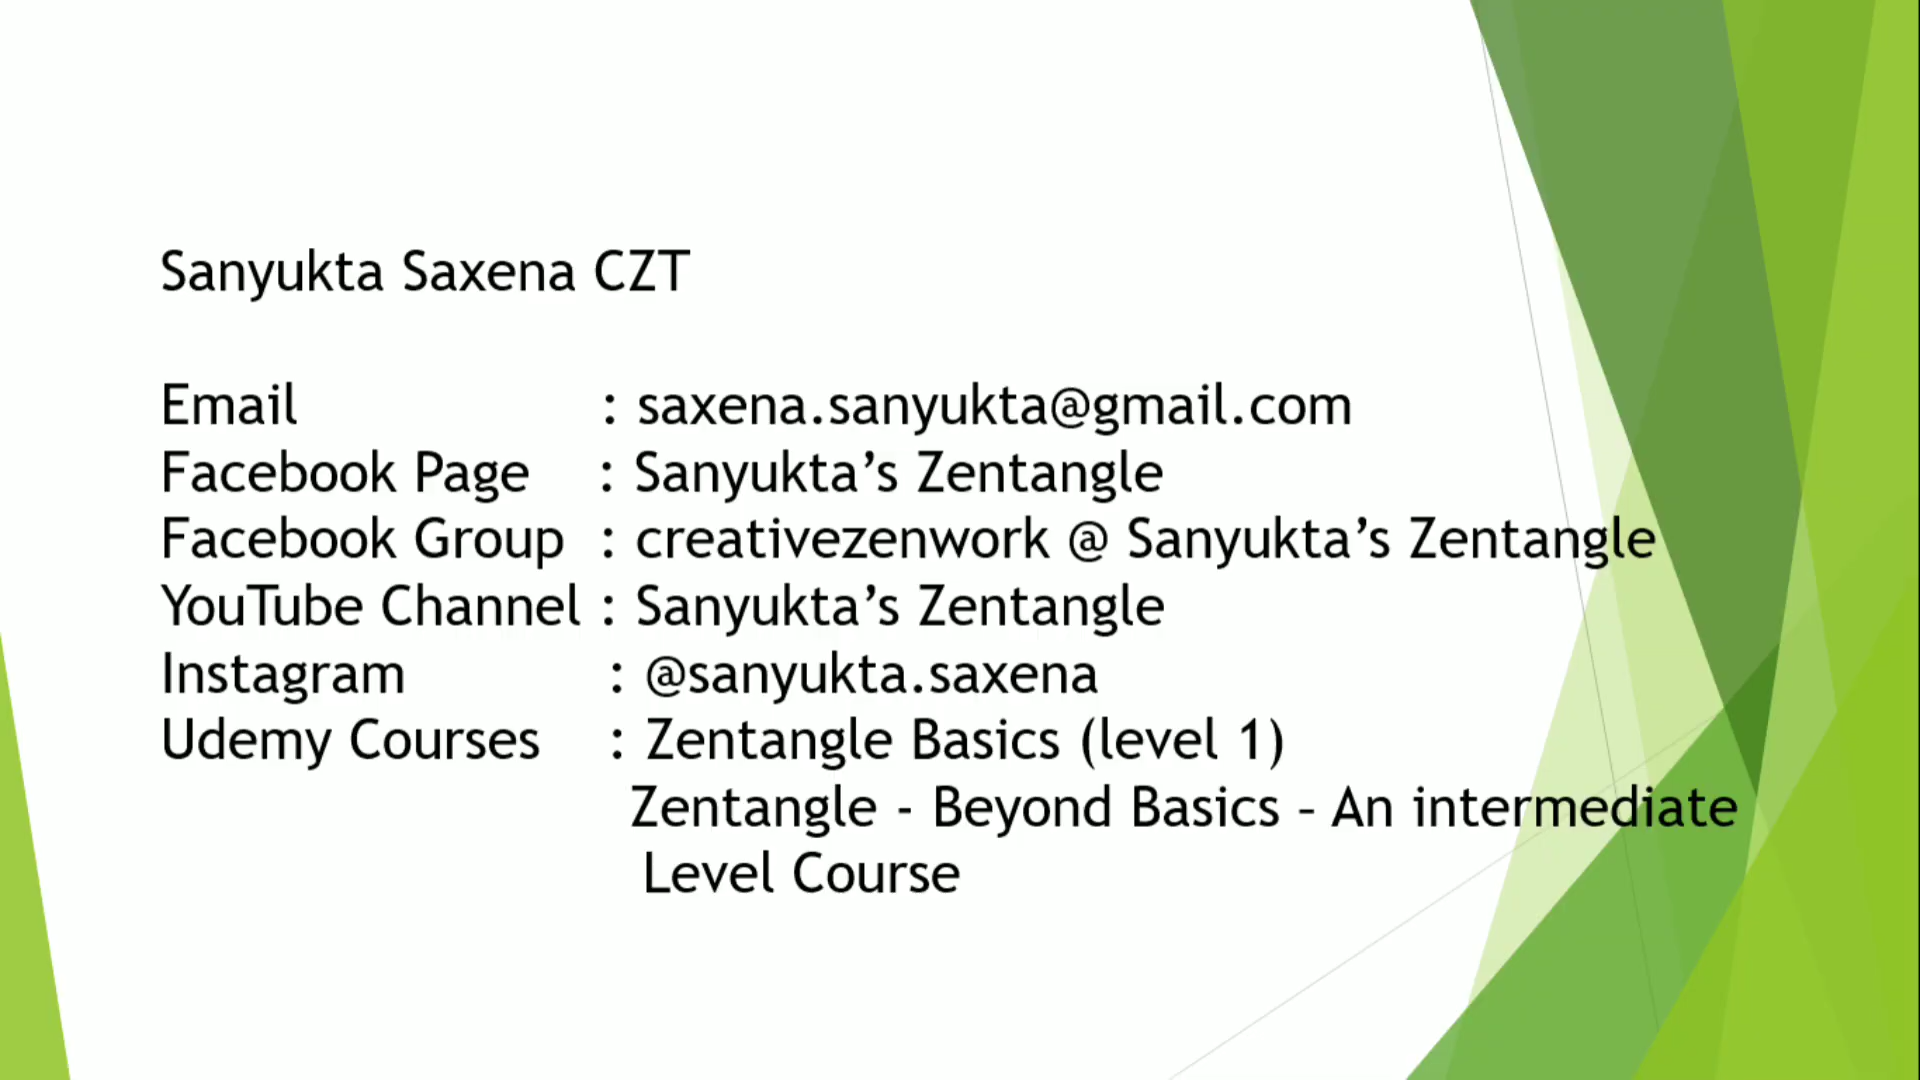 Sanyukta Saxena CZT
Email : saxena.sanyukta@gmail.com
Facebook Page : Sanyukta’s Zentangle
Facebook Group : creativezenwork @ Sanyukta’s Zentangle
YouTube Channel : Sanyukta’s Zentangle
Instagram : @sanyukta.saxena
Udemy Courses : Zentangle Basics (level 1)
Zentangle - Beyond Basics – An intermediate
Level Course